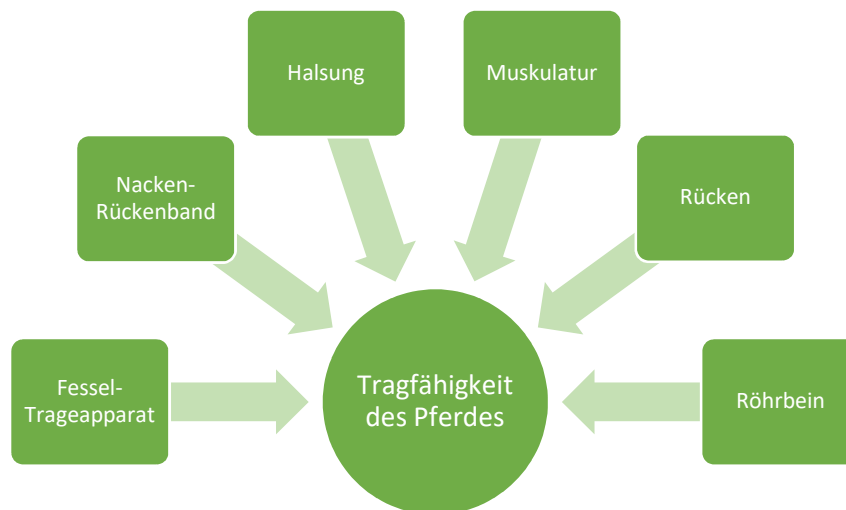 Halsung
Muskulatur
Nacken-
Rückenband
Rücken
Fessel-
Trageapparat
Tragfähigkeit
des Pferdes
Röhrbein